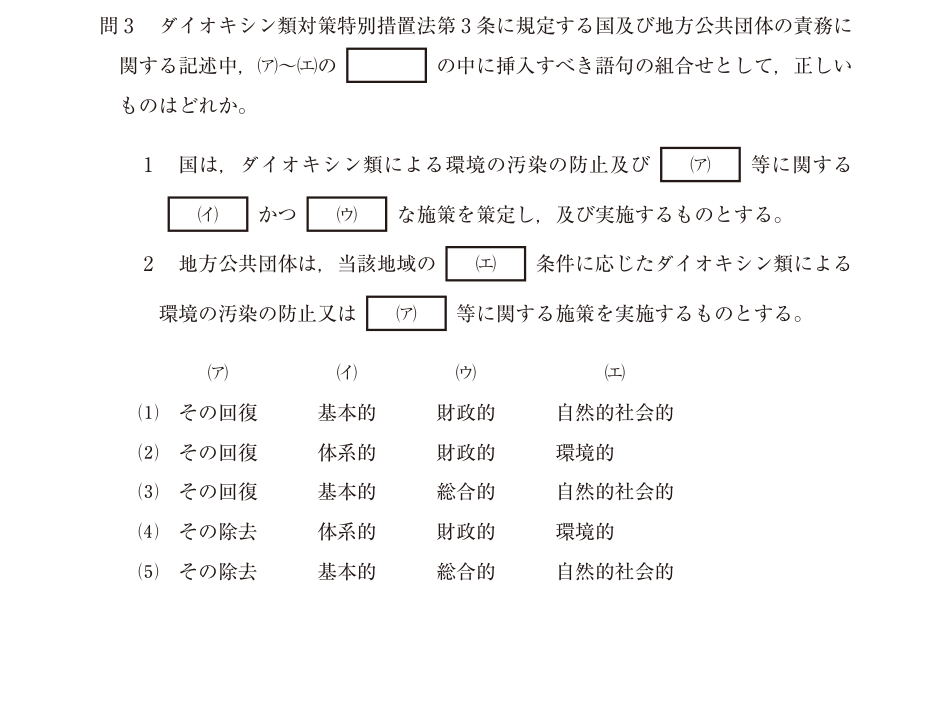 問3 ダイオキシン類対策特別措置法第3条に規定する国及び地方公共団体の責務に
関する記述中，㋐～㋓の の中に挿入すべき語句の組合せとして，正しい
ものはどれか。
1 国は，ダイオキシン類による環境の汚染の防止及び (ア) 等に関する
(イ) かつ (ウ) な施策を策定し，及び実施するものとする。
2 地方公共団体は，当該地域の (エ) 条件に応じたダイオキシン類による
環境の汚染の防止又は (ア) 等に関する施策を実施するものとする。
(ア) (イ) (ウ) (エ)
(1) その回復 基本的 財政的 自然的社会的
(2) その回復 体系的 財政的 環境的
(3) その回復 基本的 総合的 自然的社会的
(4) その除去 体系的 財政的 環境的
(5) その除去 基本的 総合的 自然的社会的